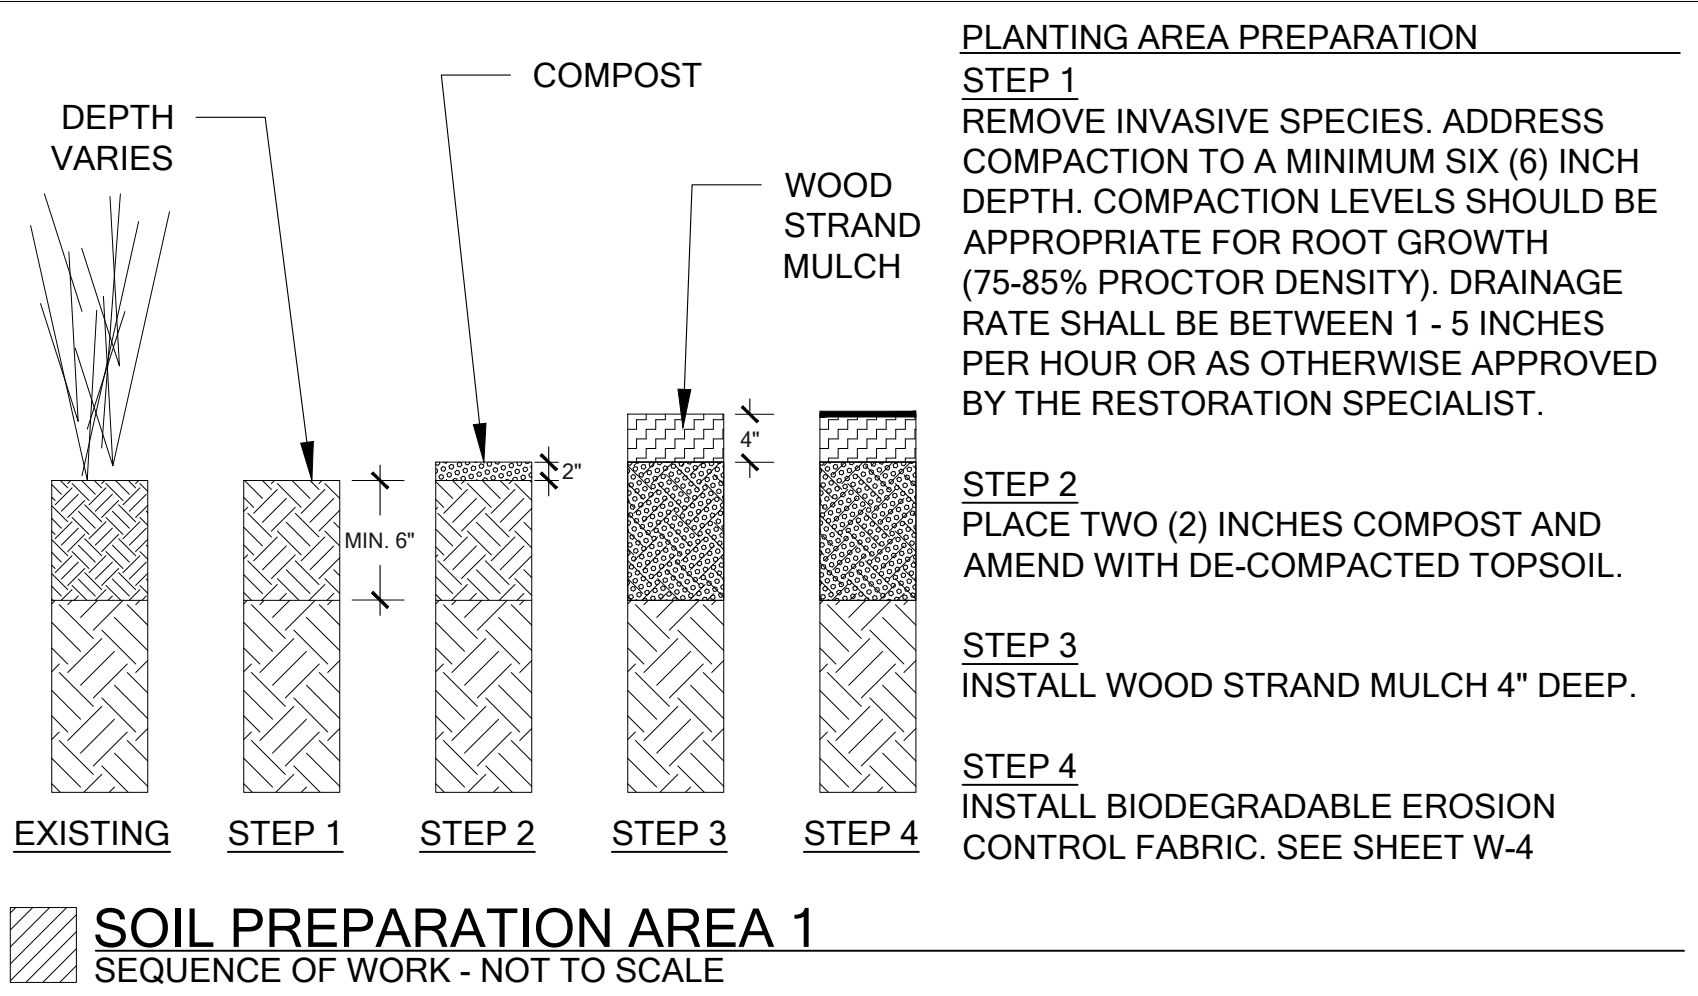 DEPTH
VARIES
COMPOST
WOOD
STRAND
MULCH
MIN. 6"
2"
4"
EXISTING
STEP 1
STEP 2
STEP 3
STEP 4
PLANTING AREA PREPARATION
STEP 1
REMOVE INVASIVE SPECIES. ADDRESS
COMPACTION TO A MINIMUM SIX (6) INCH
DEPTH. COMPACTION LEVELS SHOULD BE
APPROPRIATE FOR ROOT GROWTH
(75-85% PROCTOR DENSITY). DRAINAGE
RATE SHALL BE BETWEEN 1 - 5 INCHES
PER HOUR OR AS OTHERWISE APPROVED
BY THE RESTORATION SPECIALIST.
STEP 2
PLACE TWO (2) INCHES COMPOST AND
AMEND WITH DE-COMPACTED TOPSOIL.
STEP 3
INSTALL WOOD STRAND MULCH 4" DEEP.
STEP 4
INSTALL BIODEGRADABLE EROSION
CONTROL FABRIC. SEE SHEET W-4
SOIL PREPARATION AREA 1
SEQUENCE OF WORK - NOT TO SCALE